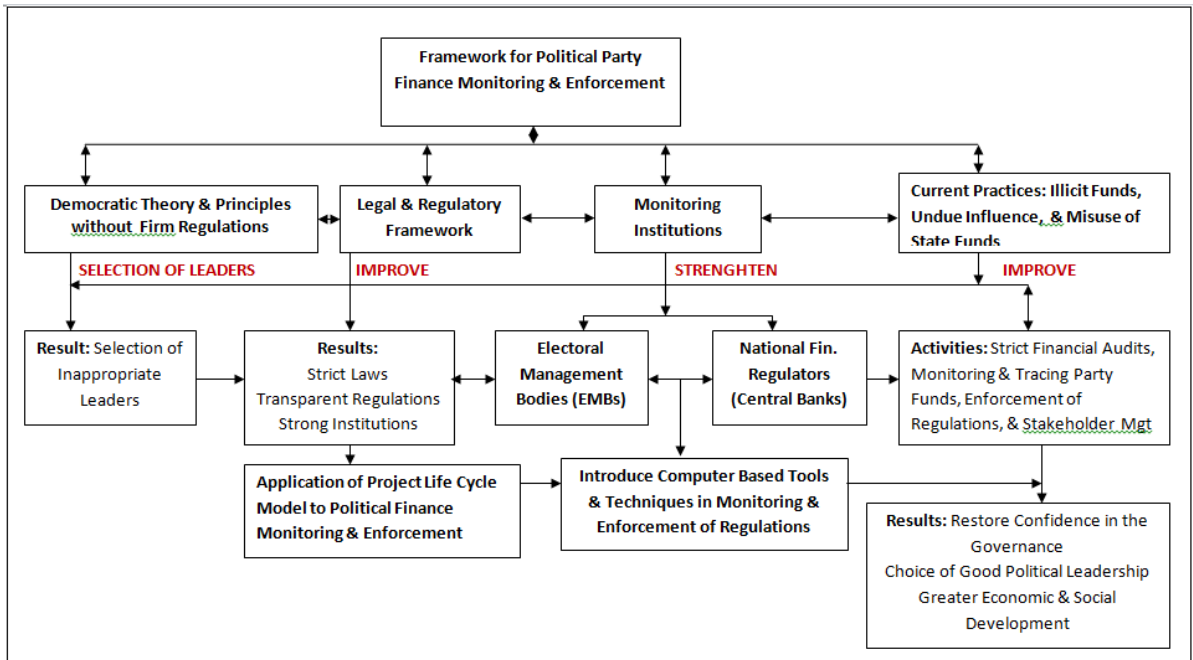 Framework for Political Party
Finance Monitoring & Enforcement
Democratic Theory & Principles
without Firm Regulations
Legal & Regulatory
Framework
Monitoring
Institutions
Current Practices: Illicit Funds,
Undue Influence, & Misuse of
State Funds
SELECTION OF LEADERS
IMPROVE
STRENGHTEN
IMPROVE
Result: Selection of
Inappropriate
Leaders
Results:
Strict Laws
Transparent Regulations
Strong Institutions
Electoral
Management
Bodies (EMBs)
National Fin.
Regulators
(Central Banks)
Activities: Strict Financial Audits,
Monitoring & Tracing Party
Funds, Enforcement of
Regulations, & Stakeholder Mgt
Application of Project Life Cycle
Model to Political Finance
Monitoring & Enforcement
Introduce Computer Based Tools
& Techniques in Monitoring &
Enforcement of Regulations
Results: Restore Confidence in the
Governance
Choice of Good Political Leadership
Greater Economic & Social
Development